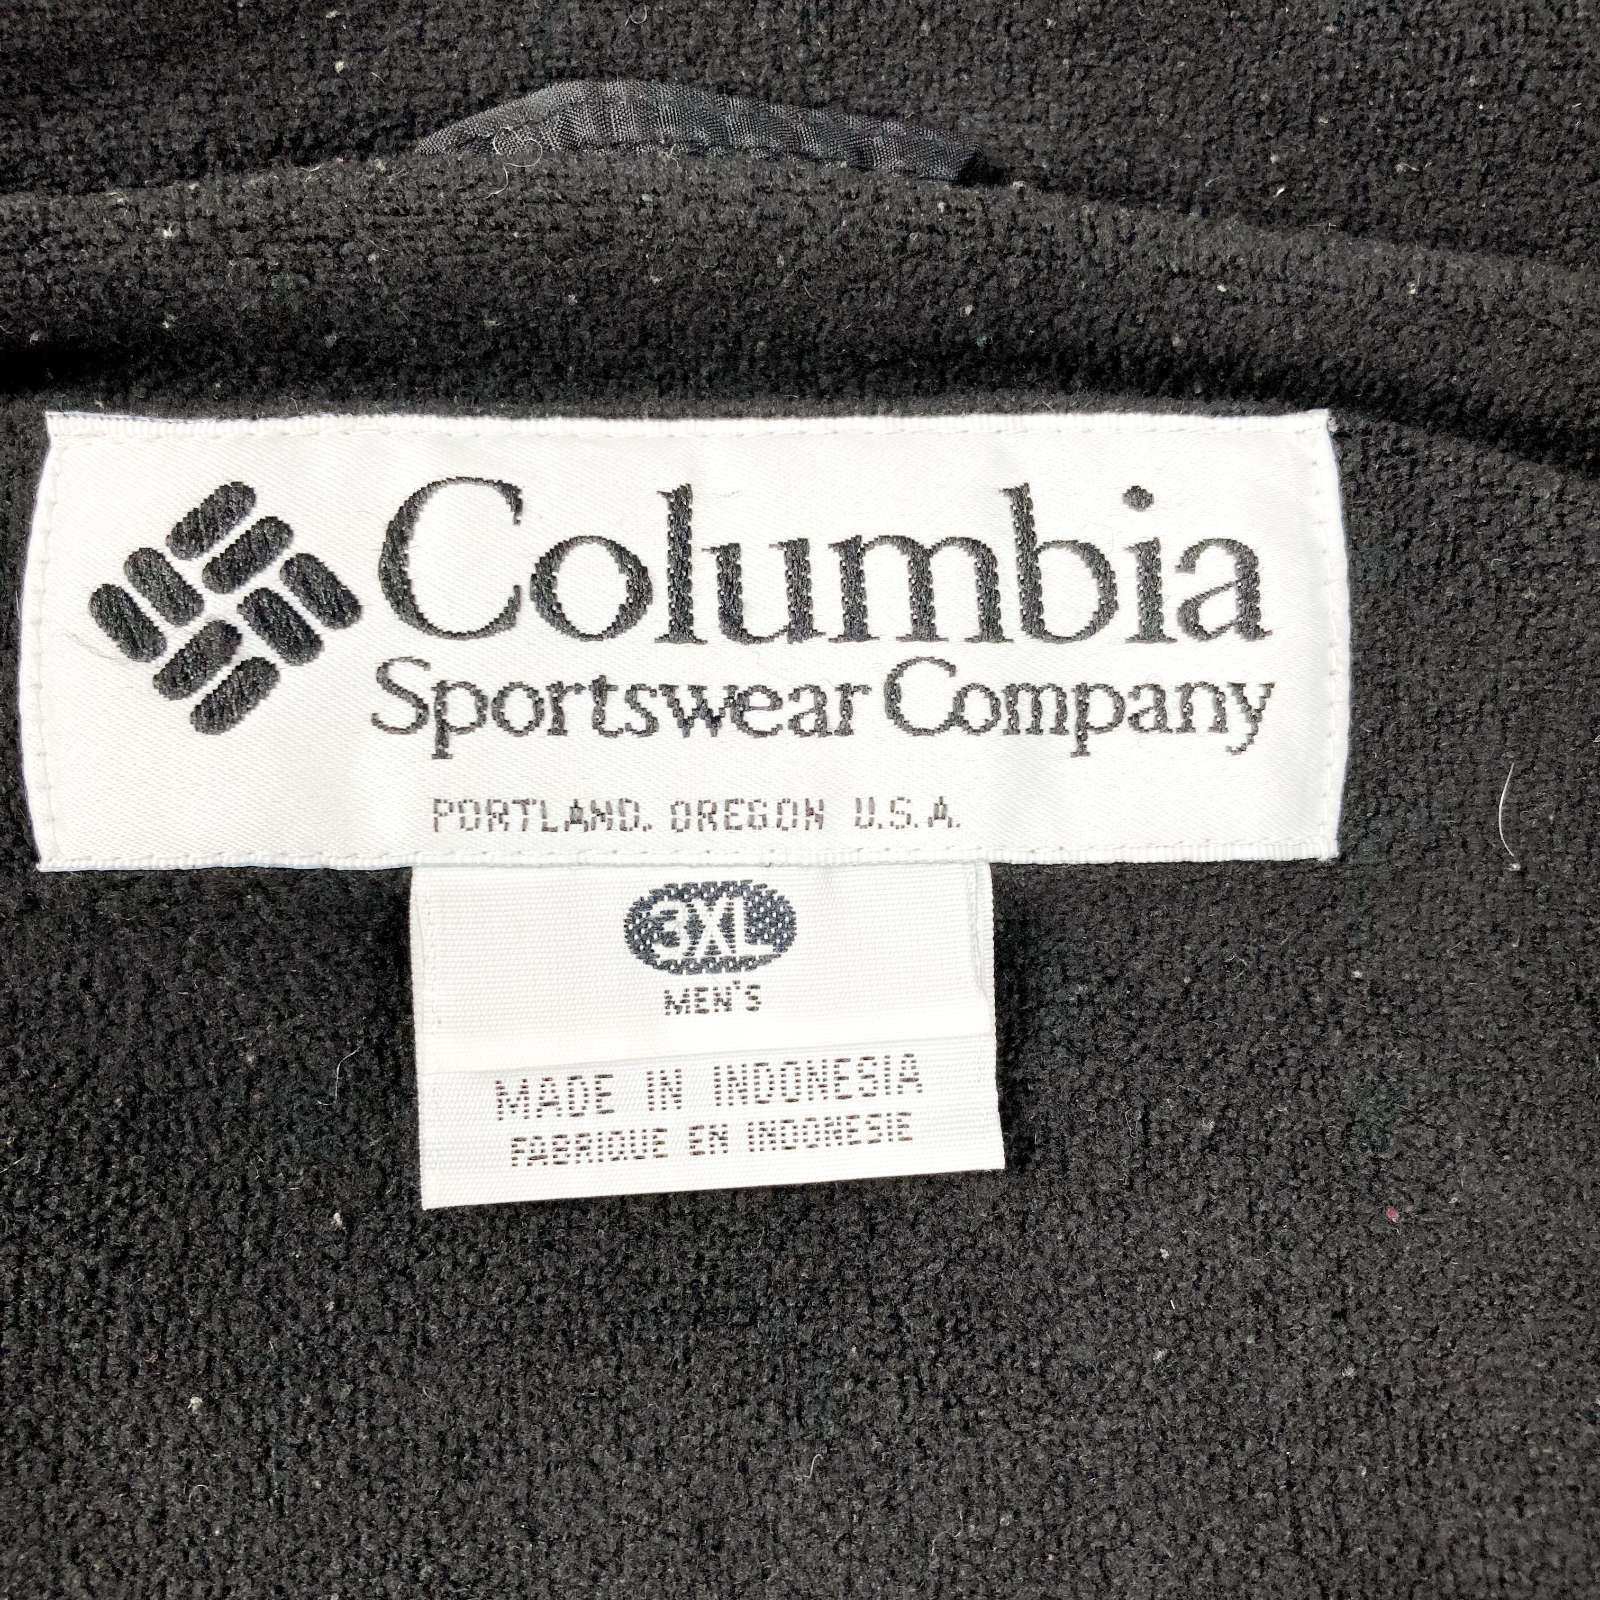 Columbia
Sportswear Company
PORTLAND, OREGON U.S.A.
3XL
MEN'S
MADE IN INDONESIA
FABRIQUE EN INDONESIE